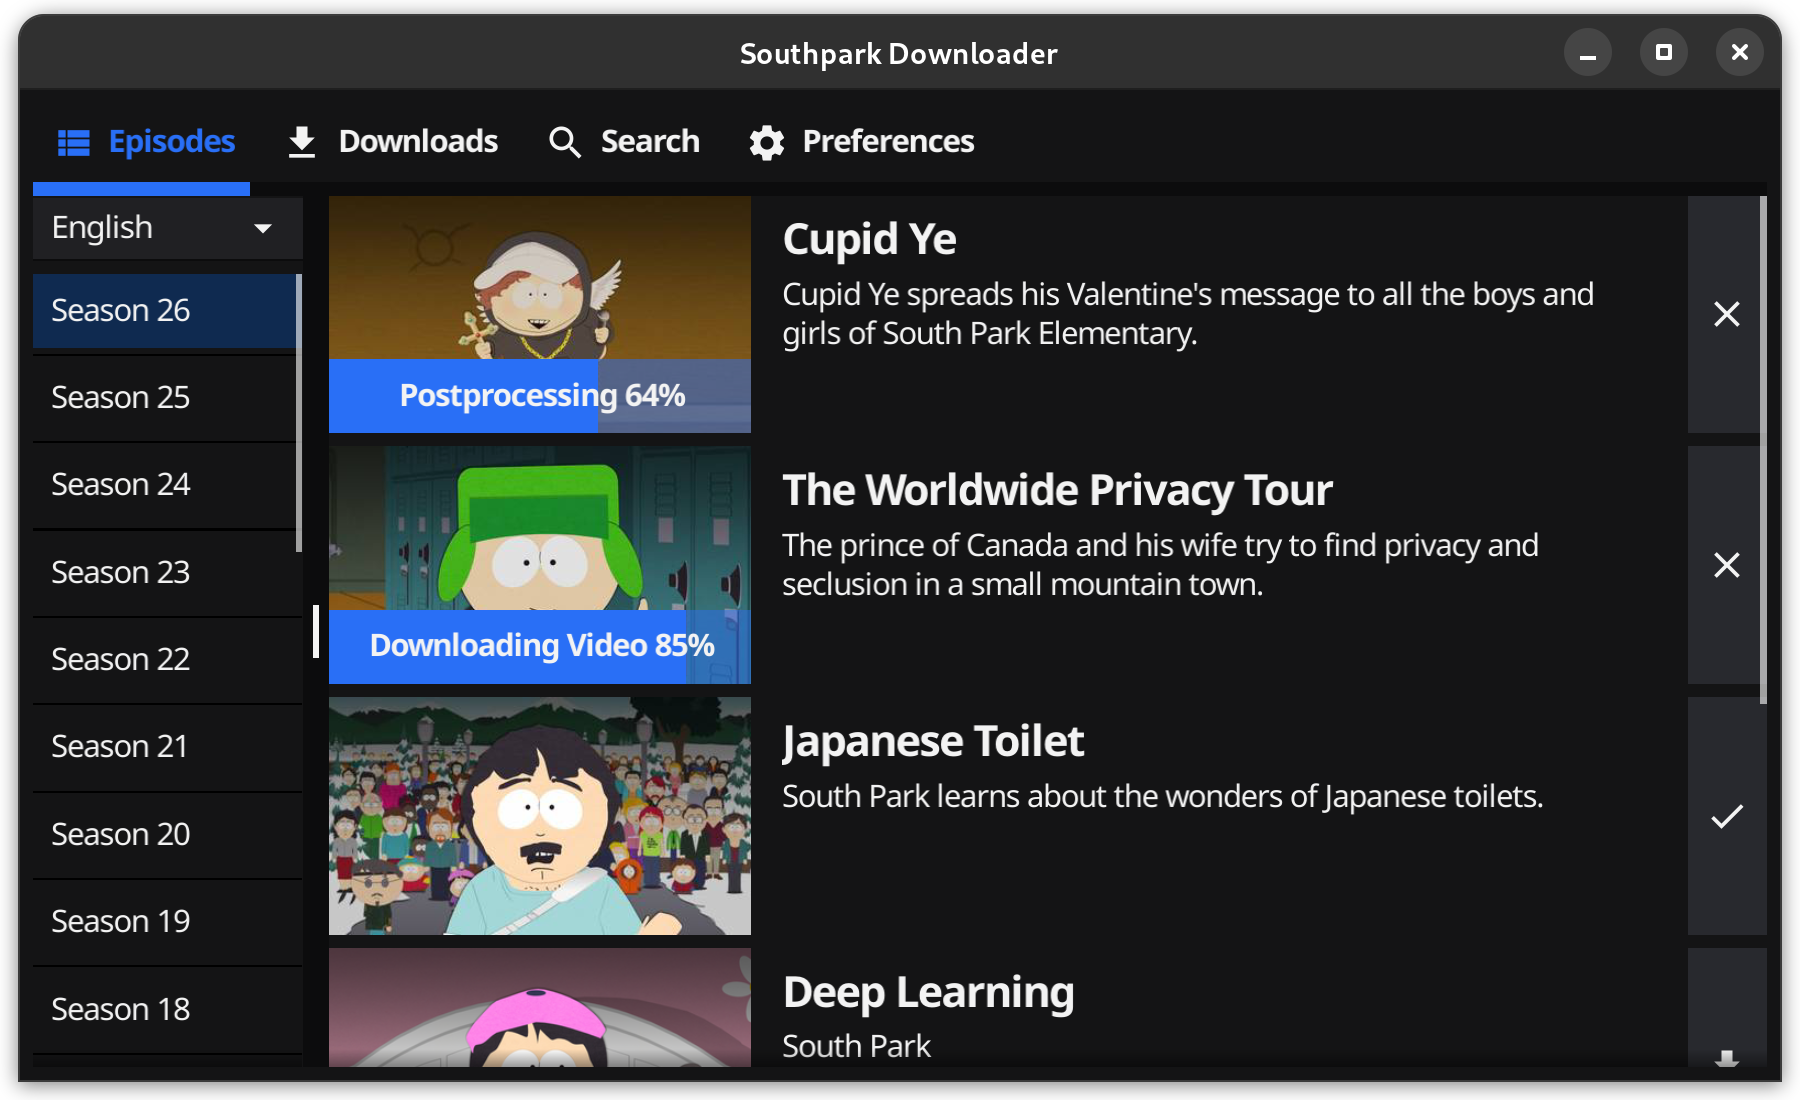 Southpark Downloader
Episodes
Downloads
Search
Preferences
English
Season 26
Season 25
Season 24
Season 23
Season 22
Season 21
Season 20
Season 19
Season 18
Cupid Ye
Cupid Ye spreads his Valentine's message to all the boys and
girls of South Park Elementary.
Postprocessing 64%
The Worldwide Privacy Tour
The prince of Canada and his wife try to find privacy and
seclusion in a small mountain town.
Downloading Video 85%
Japanese Toilet
South Park learns about the wonders of Japanese toilets.
Deep Learning
South Park